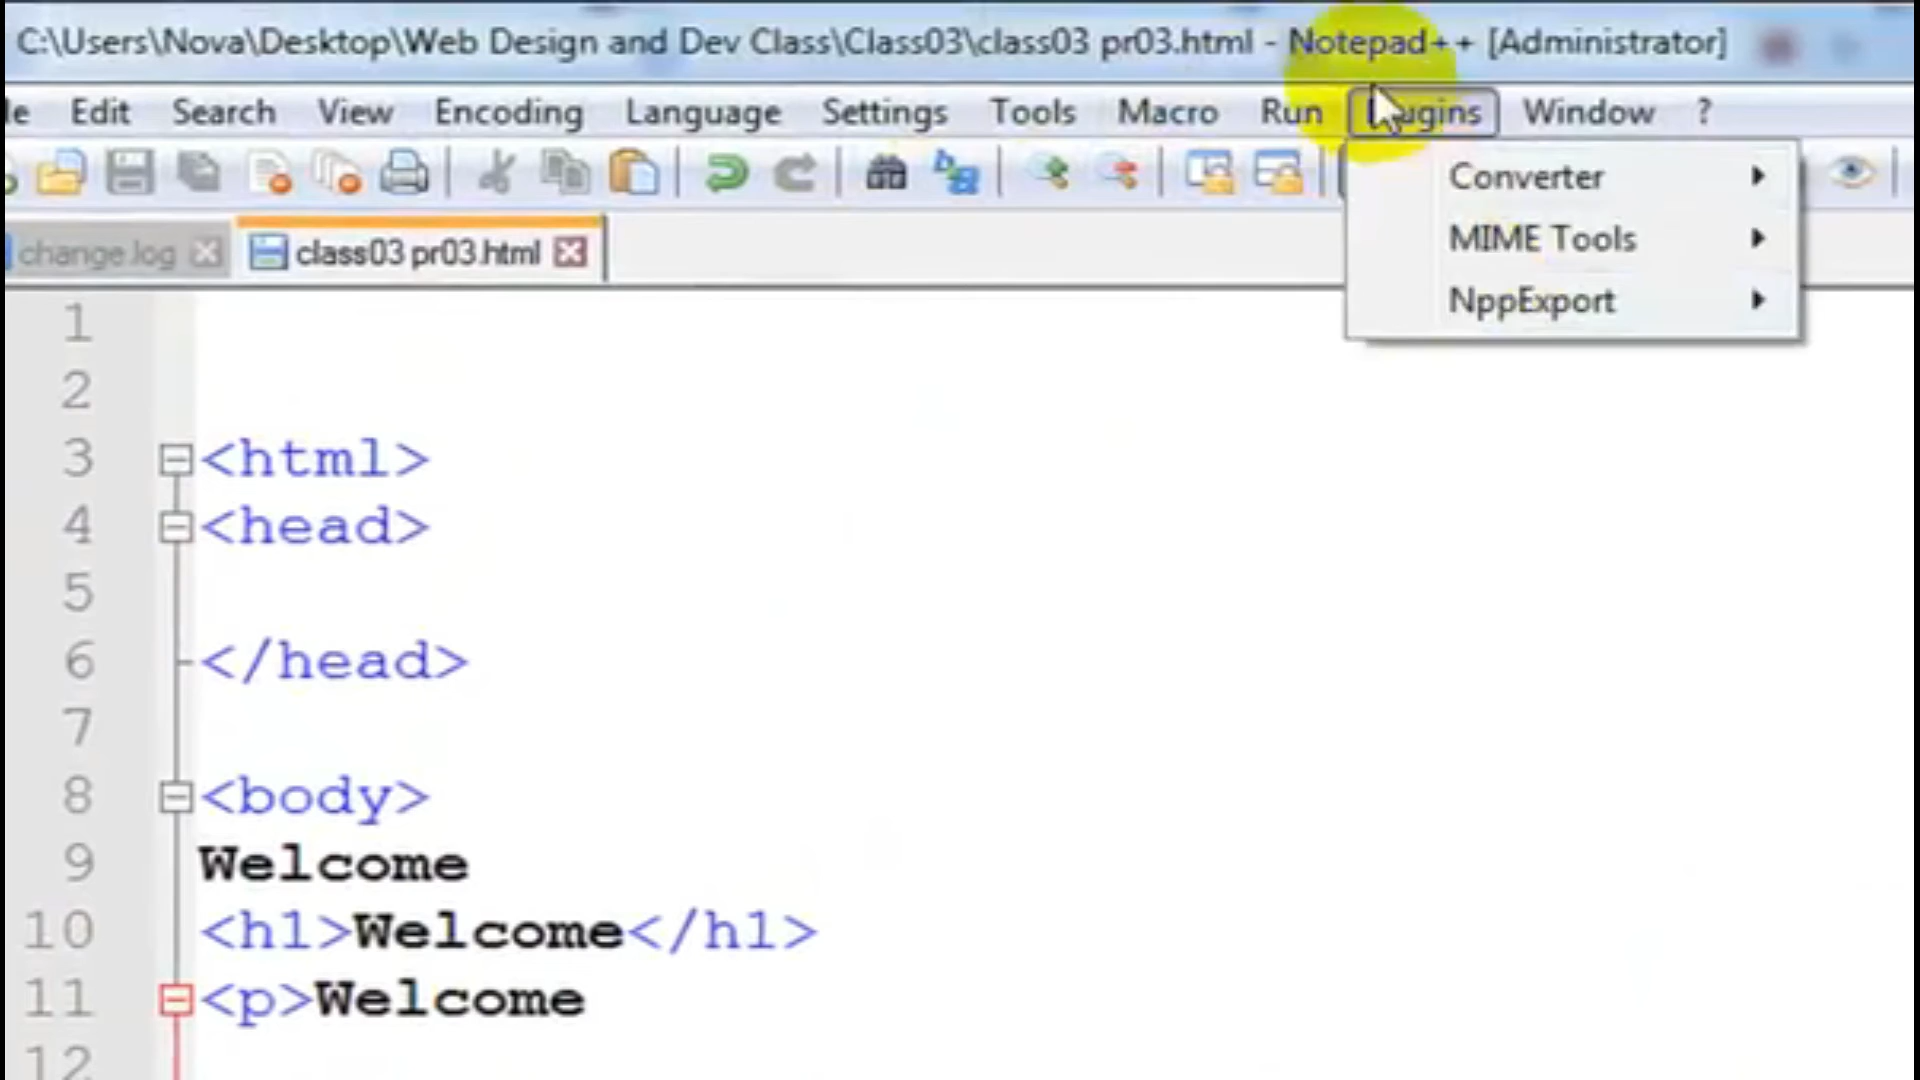 C:\Users\Nova\Desktop\Web Design and Dev Class\Class03\class03 pr03.html - Notepad++ [Administrator]
le Edit Search View Encoding Language Settings Tools Macro Run Plugins Window ?
Converter
MIME Tools
NppExport
change.log class03 pr03.html
1
2
3 <html>
4 <head>
5
6 </head>
7
8 <body>
9 Welcome
10 <h1>Welcome</h1>
11 <p>Welcome
12